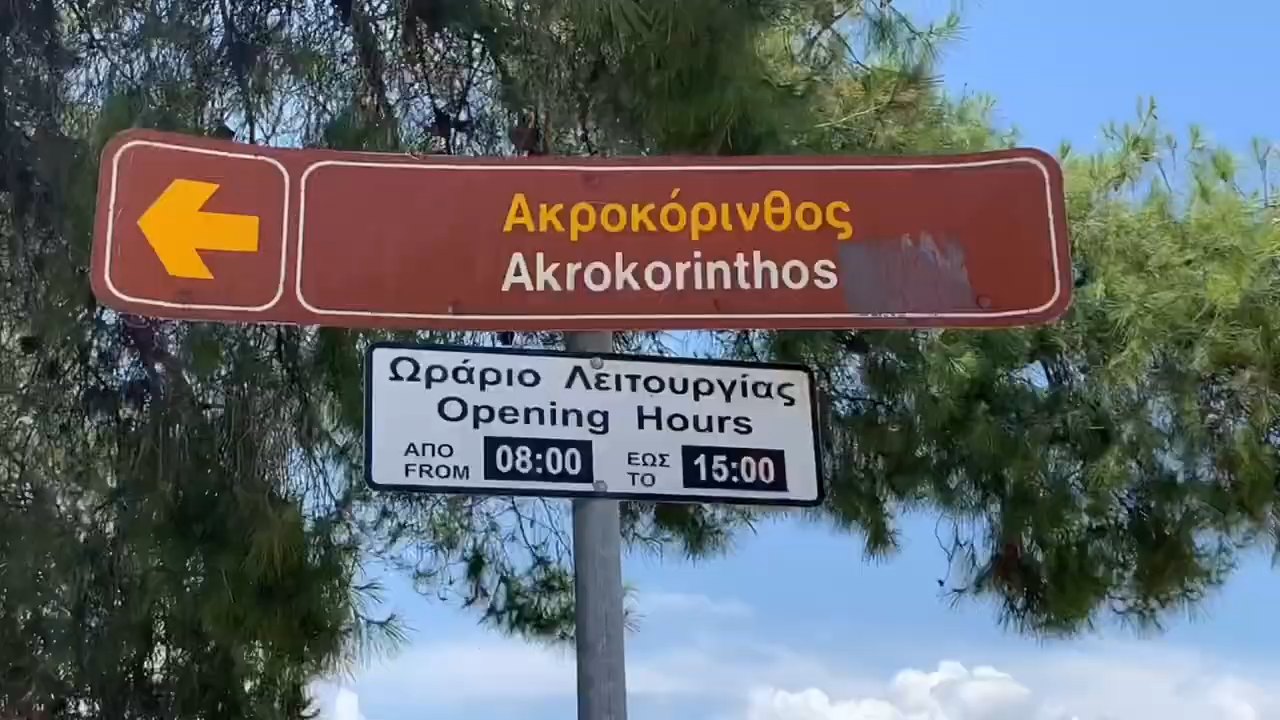 Ακροκόρινθος
Akrokorinthos
Ωράριο Λειτουργίας
Opening Hours
ΑΠΟ 08:00 ΕΩΣ 15:00
FROM TO